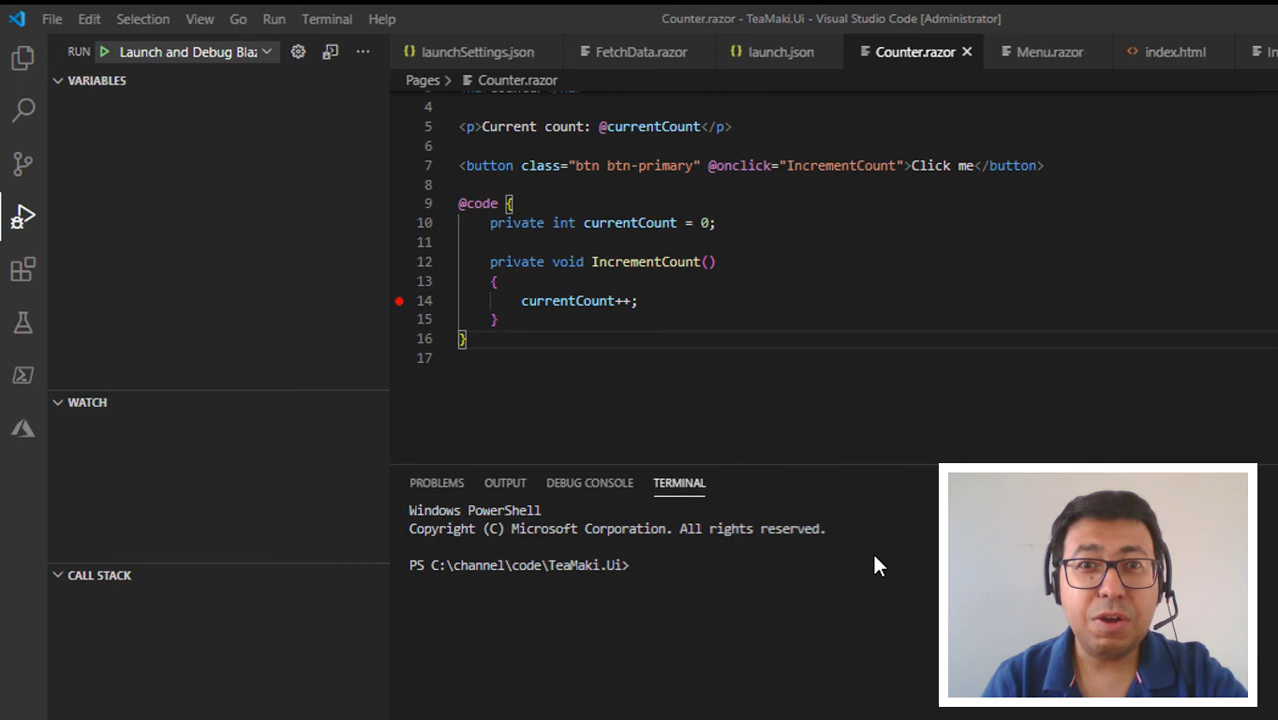 File Edit Selection View Go Run Terminal Help
Counter.razor - TeaMaki.Ui - Visual Studio Code [Administrator]
RUN Launch and Debug Bla
launchSettings.json FetchData.razor launch.json Counter.razor Menu.razor index.html
VARIABLES
Pages > Counter.razor
4
5 <p>Current count: @currentCount</p>
6
7 <button class="btn btn-primary" @onclick="IncrementCount">Click me</button>
8
9 @code {
10 private int currentCount = 0;
11
12 private void IncrementCount()
13 {
14 currentCount++;
15 }
16 }
17
WATCH
PROBLEMS OUTPUT DEBUG CONSOLE TERMINAL
Windows PowerShell
Copyright (C) Microsoft Corporation. All rights reserved.
PS C:\channel\code\TeaMaki.Ui>
CALL STACK